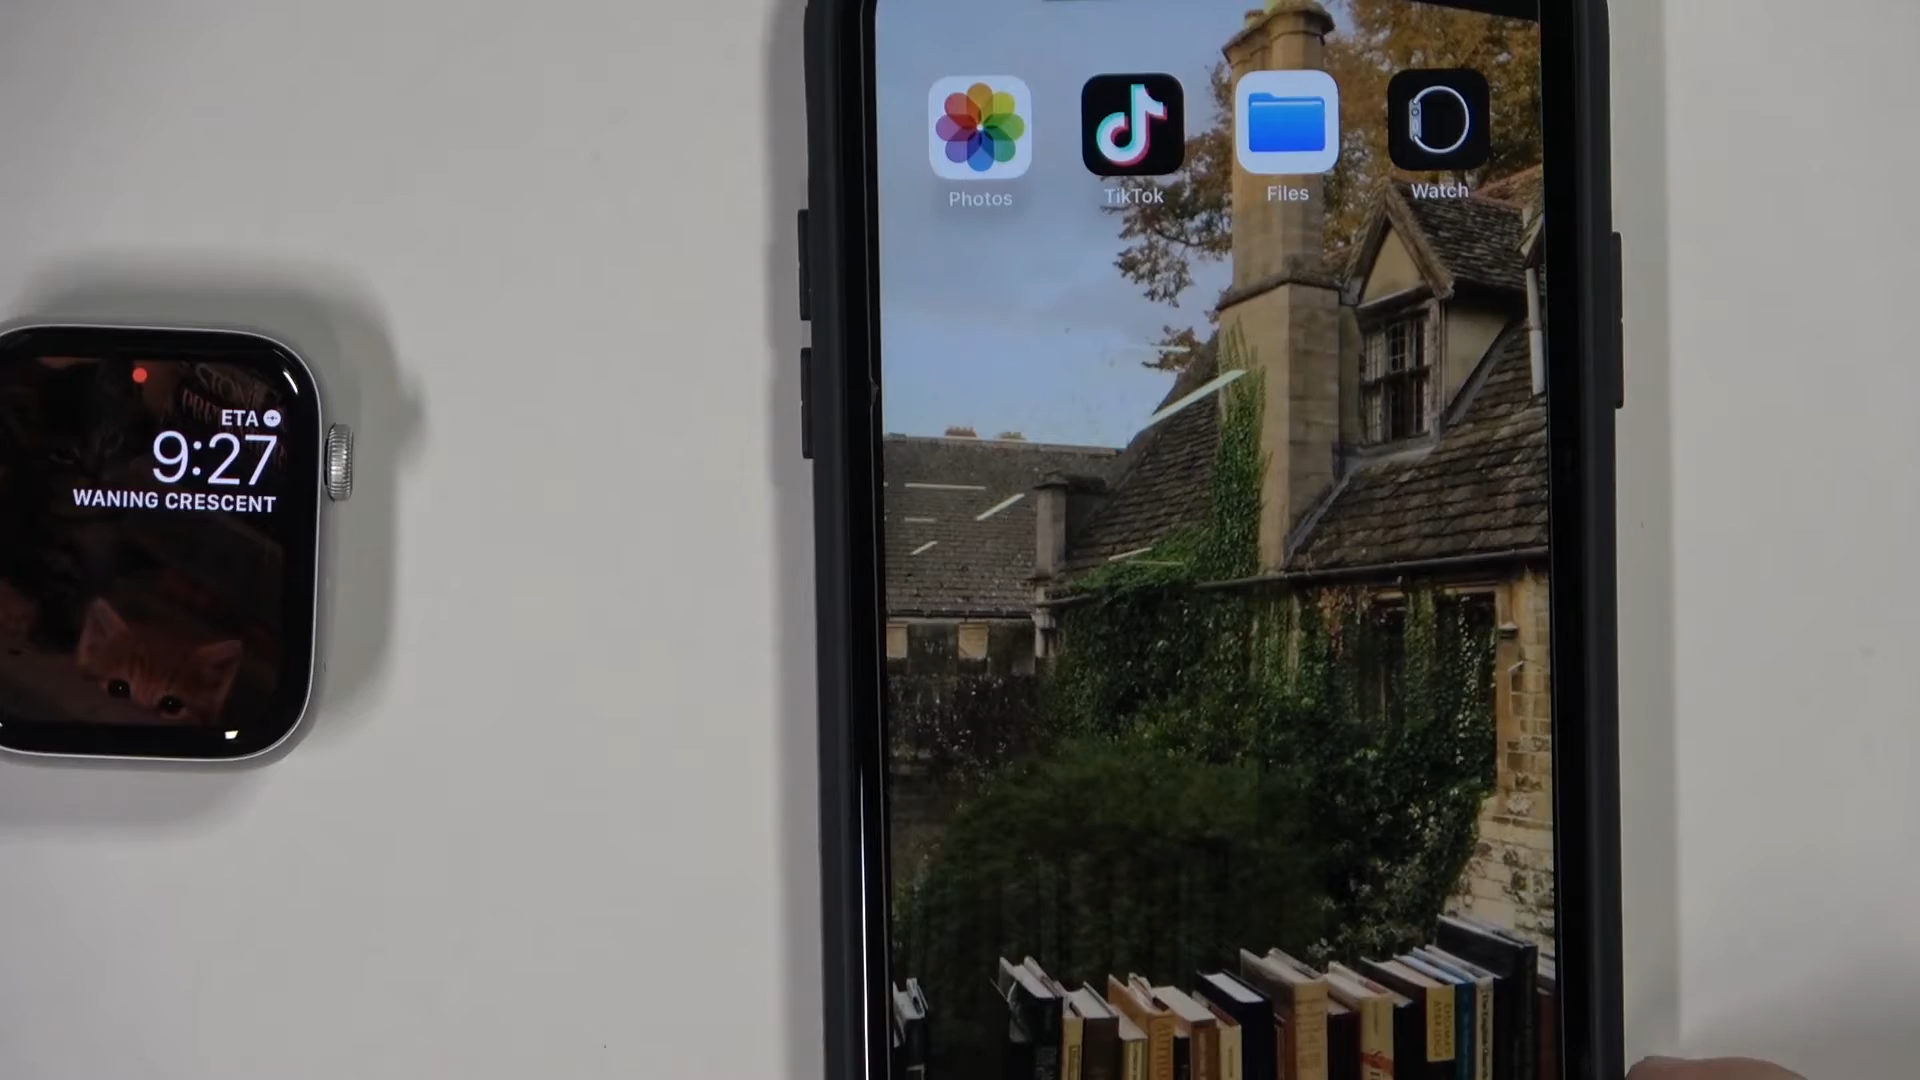 ETA
9:27
WANING CRESCENT
Photos
TikTok
Files
Watch